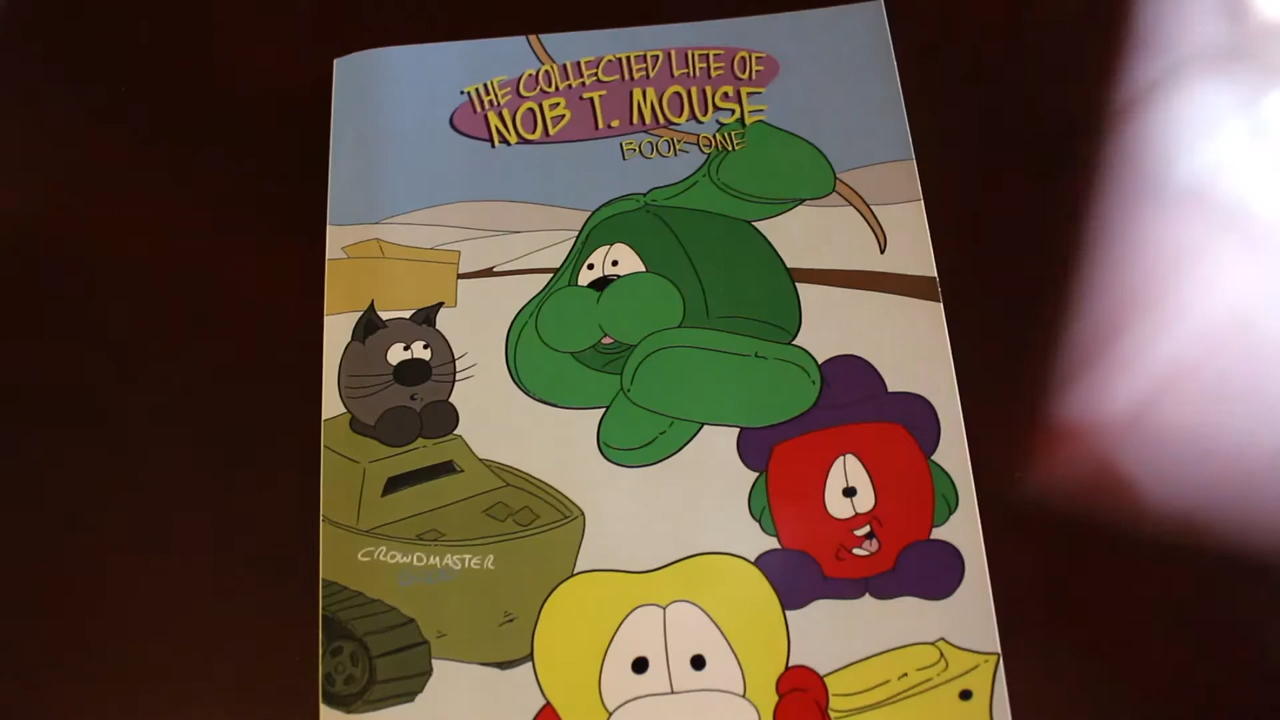 THE COLLECTED LIFE OF
NOB T. MOUSE
BOOK ONE
CROWDMASTER